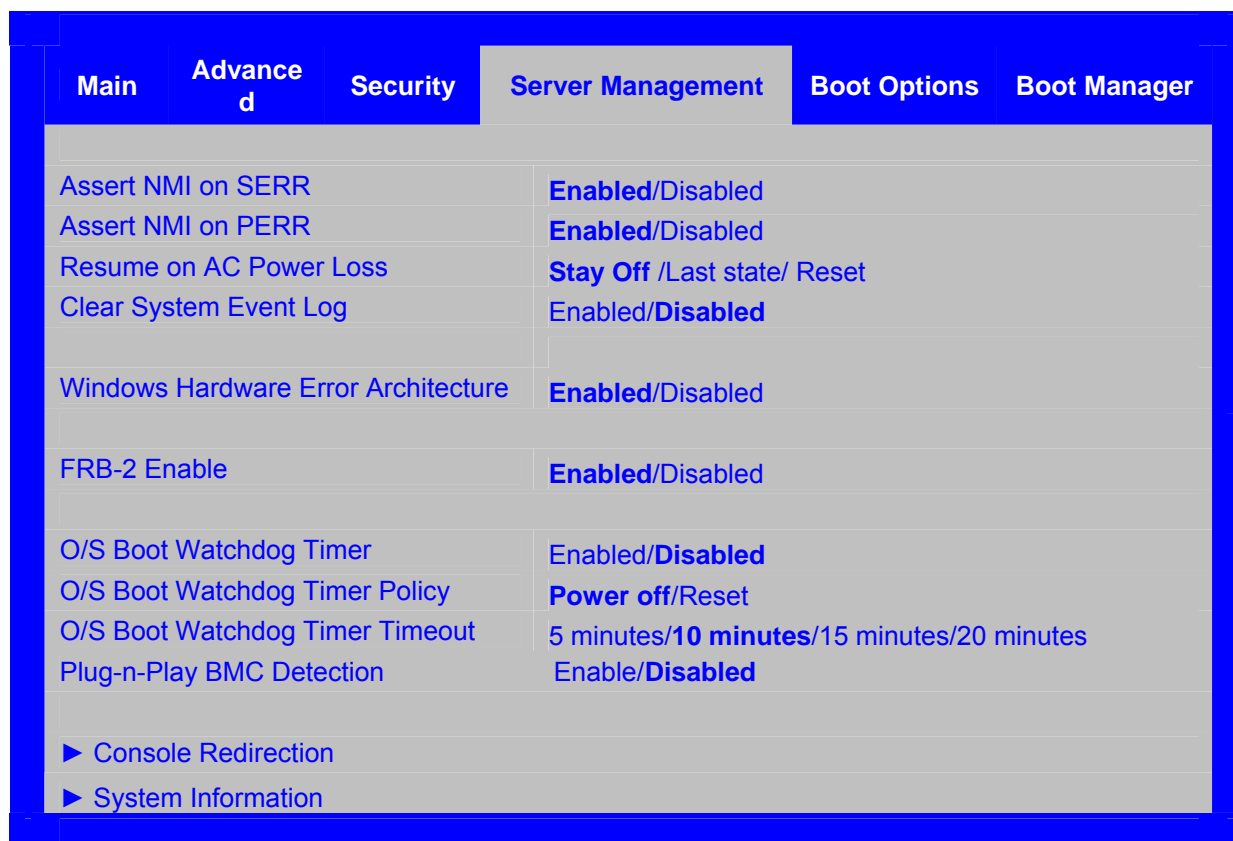 Main Advance Security Server Management Boot Options Boot Manager
d
Assert NMI on SERR Enabled/Disabled
Assert NMI on PERR Enabled/Disabled
Resume on AC Power Loss Stay Off /Last state/ Reset
Clear System Event Log Enabled/Disabled
Windows Hardware Error Architecture Enabled/Disabled
FRB-2 Enable Enabled/Disabled
O/S Boot Watchdog Timer Enabled/Disabled
O/S Boot Watchdog Timer Policy Power off/Reset
O/S Boot Watchdog Timer Timeout 5 minutes/10 minutes/15 minutes/20 minutes
Plug-n-Play BMC Detection Enable/Disabled
► Console Redirection
► System Information